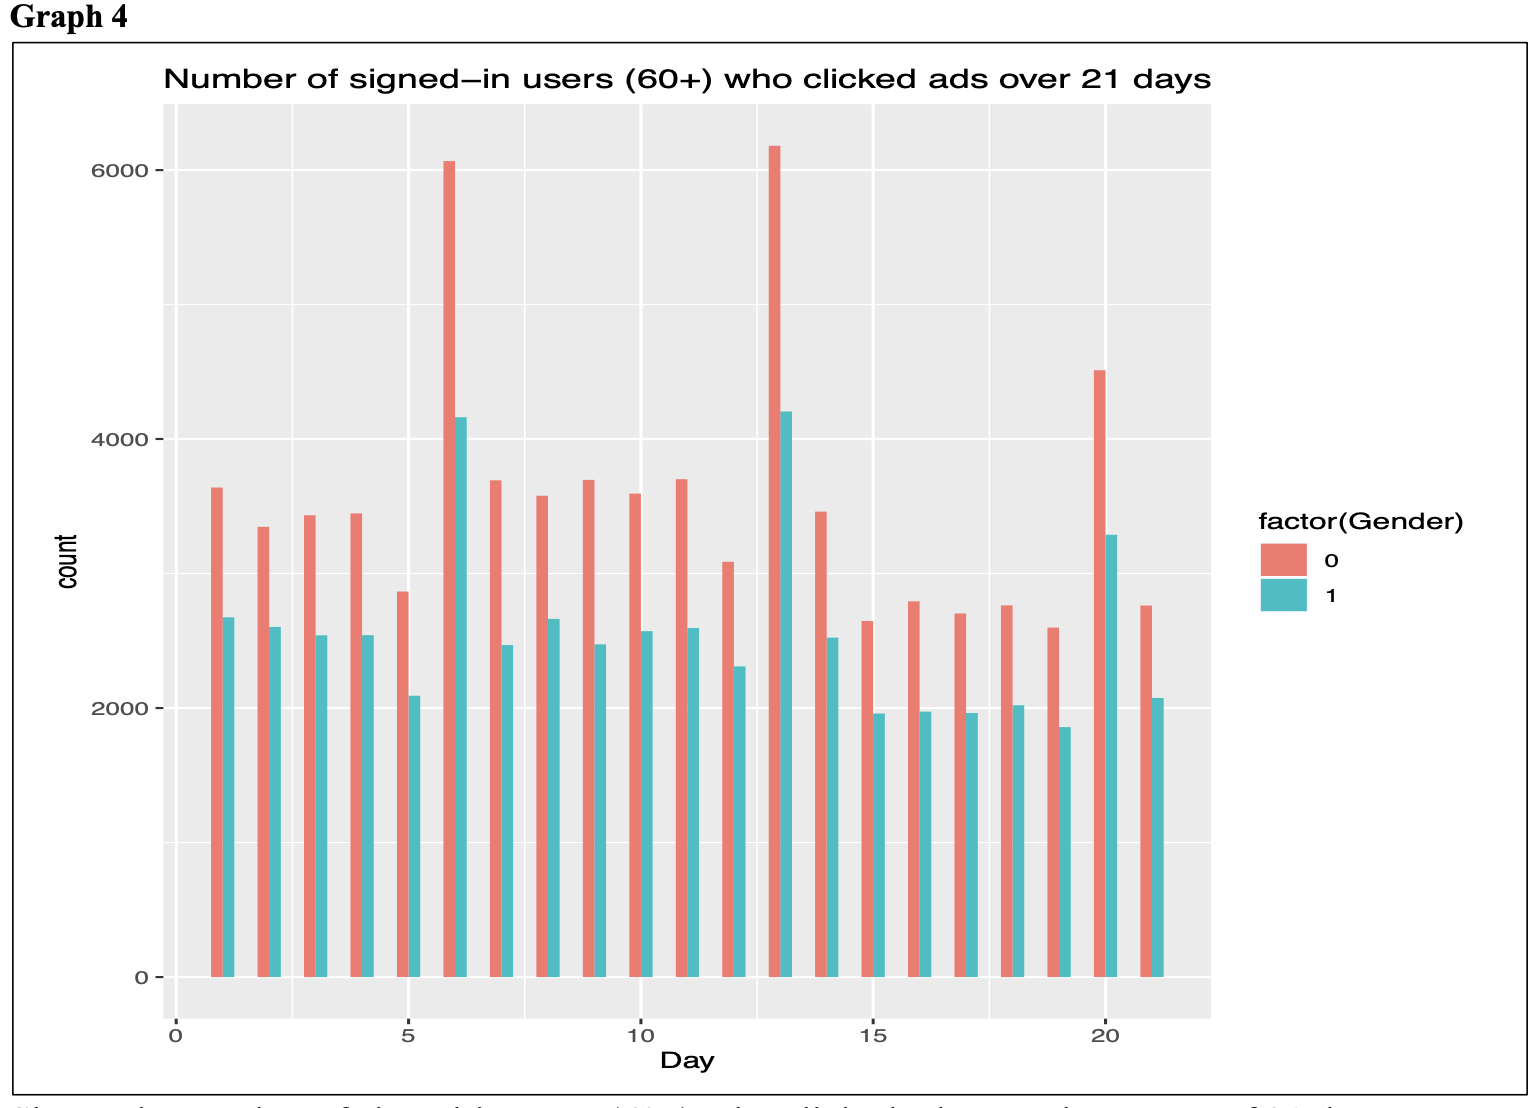 Graph 4
Number of signed−in users (60+) who clicked ads over 21 days
6000
4000
2000
0
count
0 5 10 15 20
Day
factor(Gender)
0
1